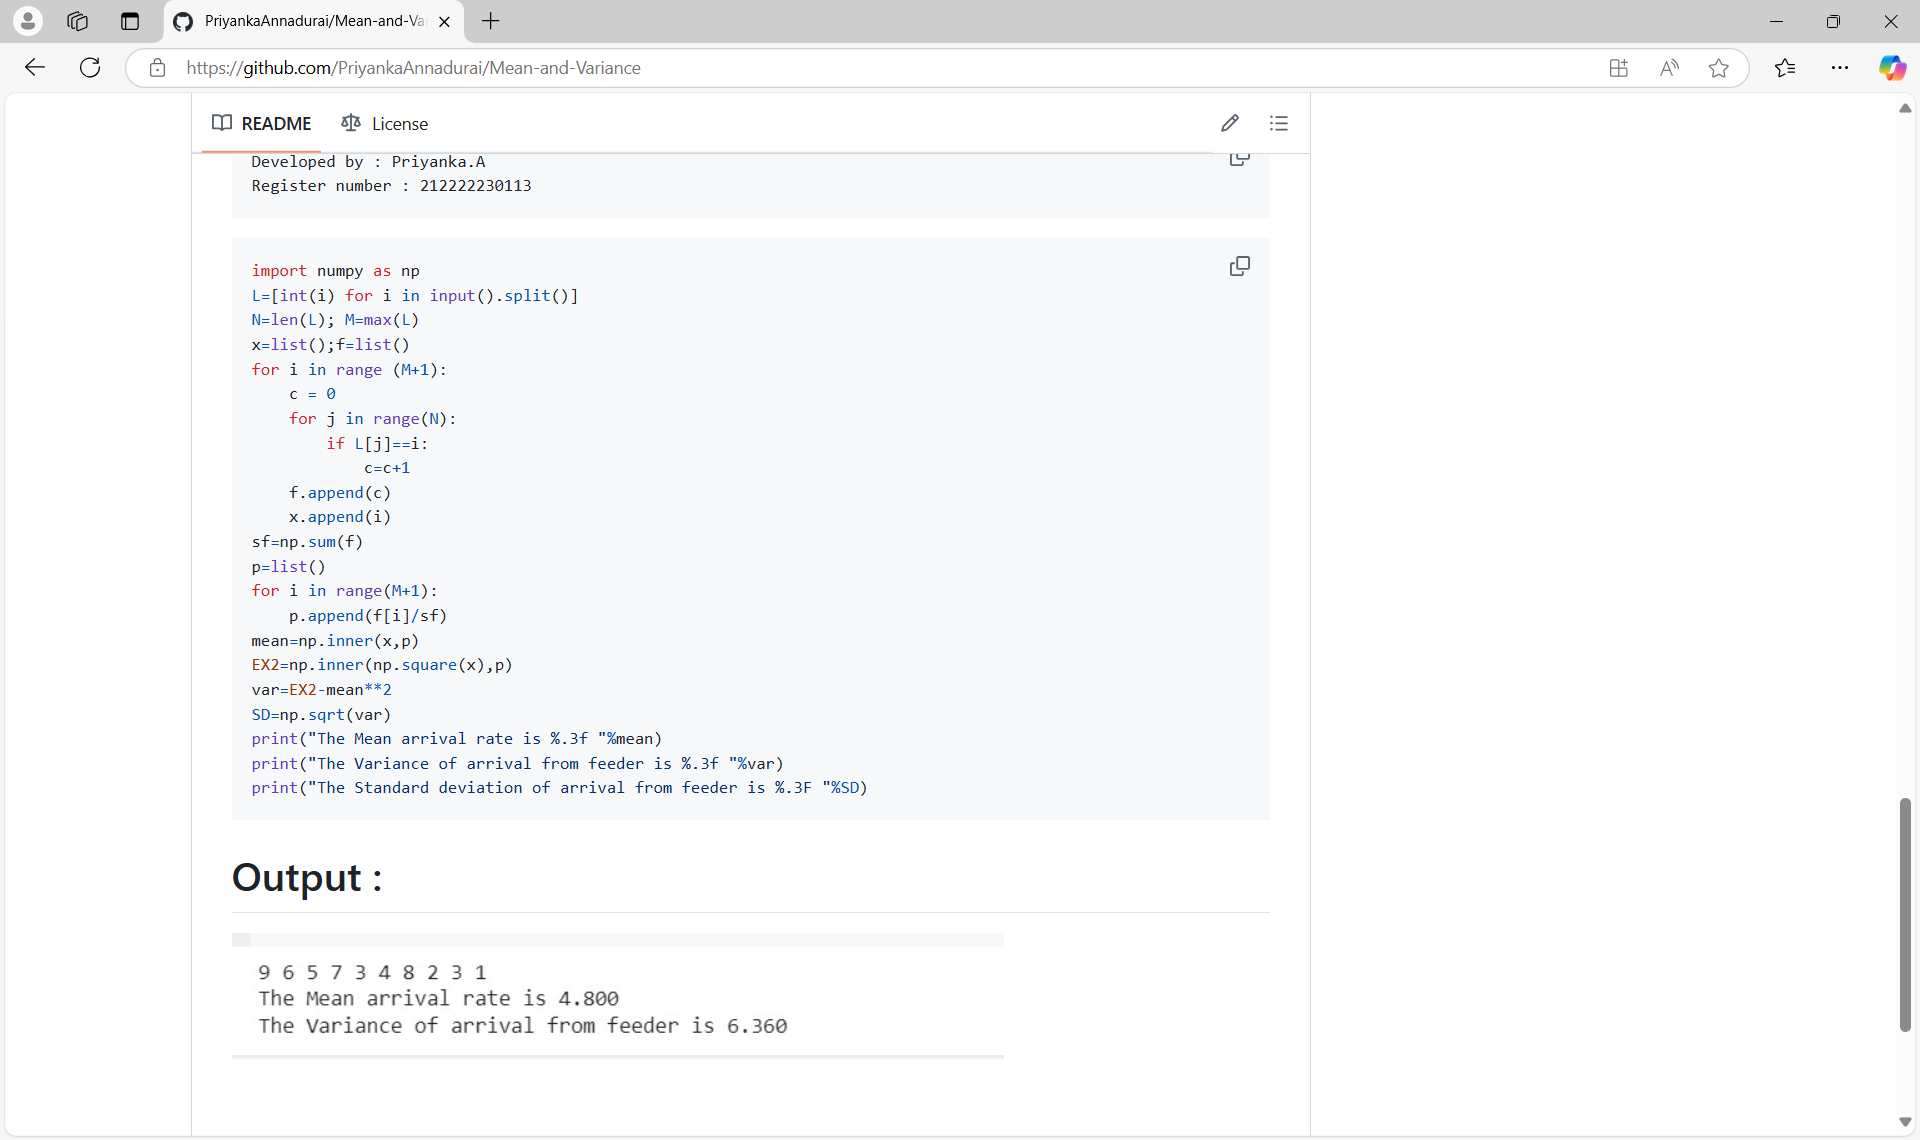 PriyankaAnnadurai/Mean-and-Va
https://github.com/PriyankaAnnadurai/Mean-and-Variance
README
License
Developed by : Priyanka.A
Register number : 212222230113
import numpy as np
L=[int(i) for i in input().split()]
N=len(L); M=max(L)
x=list();f=list()
for i in range (M+1):
    c = 0
    for j in range(N):
        if L[j]==i:
            c=c+1
    f.append(c)
    x.append(i)
sf=np.sum(f)
p=list()
for i in range(M+1):
    p.append(f[i]/sf)
mean=np.inner(x,p)
EX2=np.inner(np.square(x),p)
var=EX2-mean**2
SD=np.sqrt(var)
print("The Mean arrival rate is %.3f "%mean)
print("The Variance of arrival from feeder is %.3f "%var)
print("The Standard deviation of arrival from feeder is %.3F "%SD)
Output :
9 6 5 7 3 4 8 2 3 1
The Mean arrival rate is 4.800
The Variance of arrival from feeder is 6.360